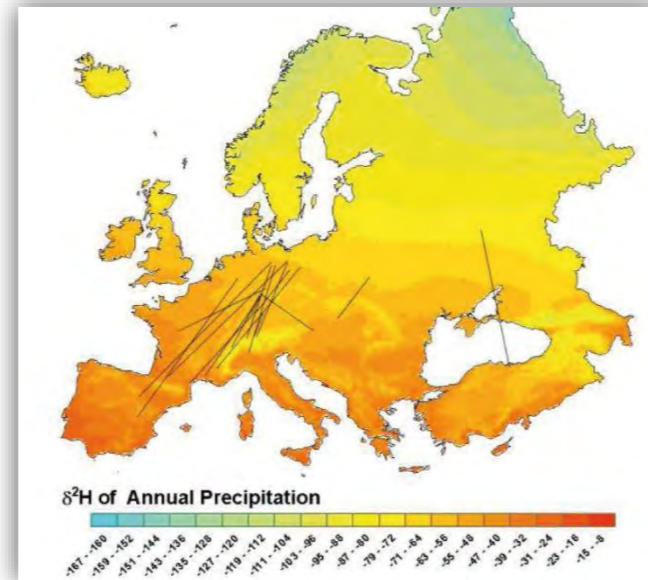 δ²H of Annual Precipitation
-167 - -160
-159 - -152
-151 - -144
-143 - -136
-135 - -128
-127 - -120
-119 - -112
-111 - -104
-103 - -96
-95 - -88
-87 - -80
-79 - -72
-71 - -64
-63 - -56
-55 - -48
-47 - -40
-39 - -32
-31 - -24
-23 - -16
-15 - -8